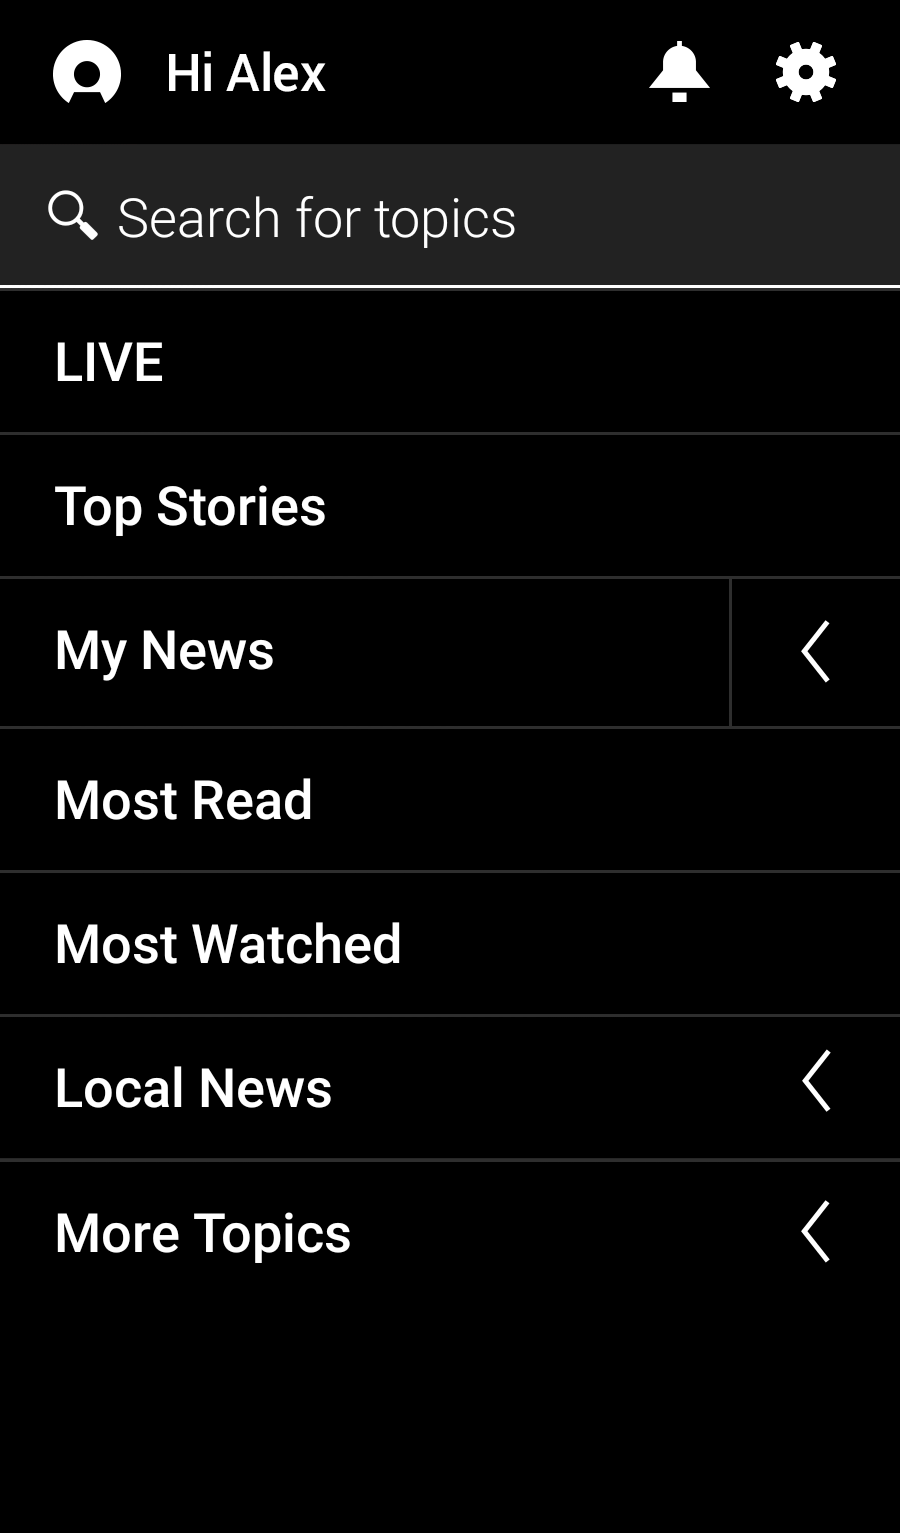 Hi Alex
Search for topics
LIVE
Top Stories
My News
Most Read
Most Watched
Local News
More Topics